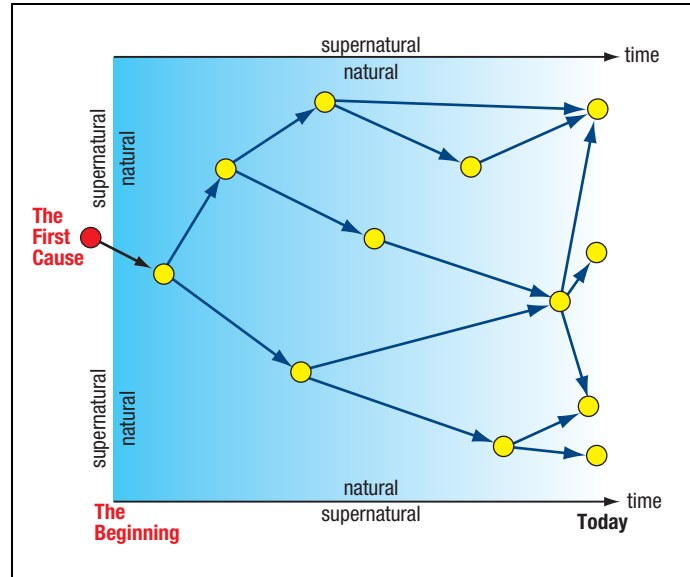 supernatural
time
natural
supernatural
natural
The
First
Cause
supernatural
natural
natural
time
supernatural
The
Beginning
Today